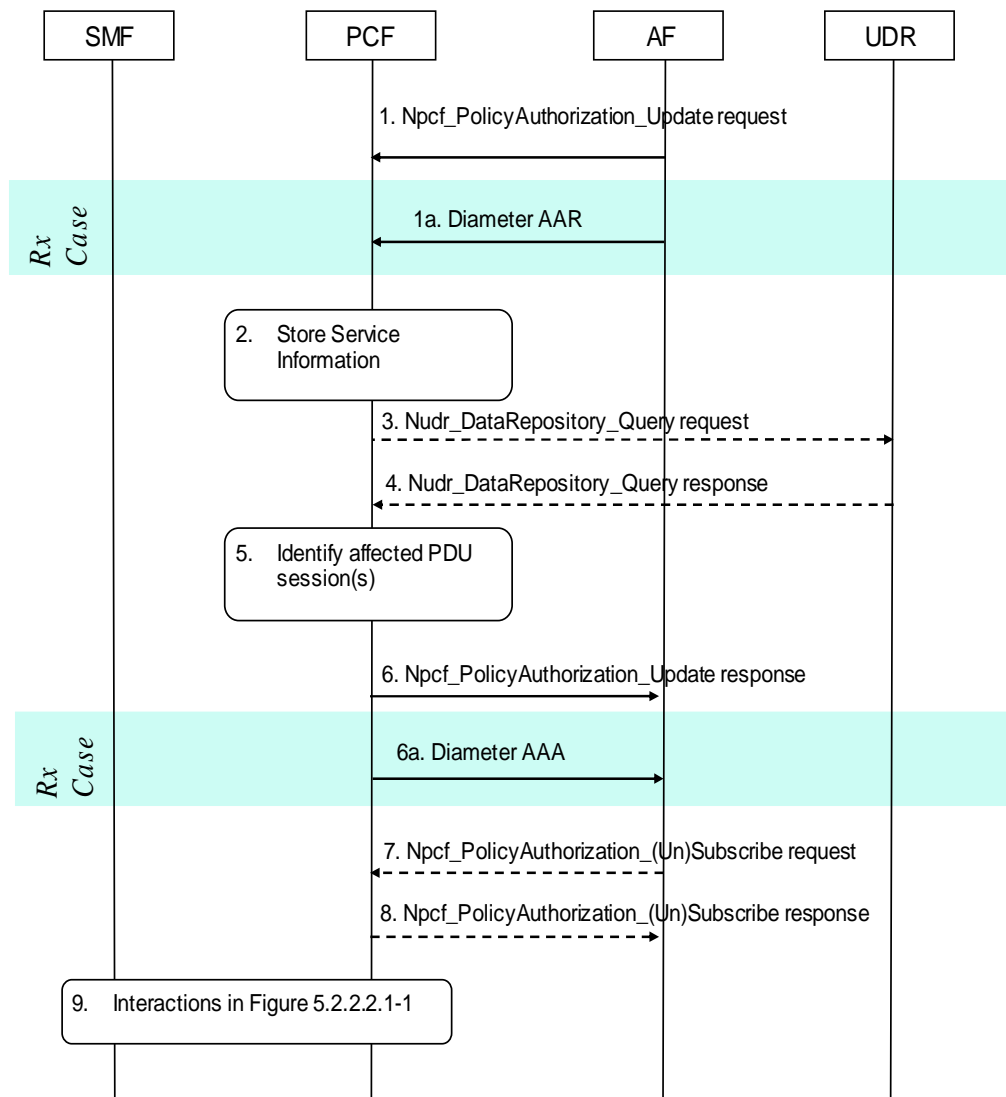 SMF
PCF
AF
UDR
1. Npcf_PolicyAuthorization_Update request
Rx
Case
1a. Diameter AAR
2. Store Service
Information
3. Nudr_DataRepository_Query request
4. Nudr_DataRepository_Query response
5. Identify affected PDU
session(s)
6. Npcf_PolicyAuthorization_Update response
Rx
Case
6a. Diameter AAA
7. Npcf_PolicyAuthorization_(Un)Subscribe request
8. Npcf_PolicyAuthorization_(Un)Subscribe response
9. Interactions in Figure 5.2.2.2.1-1